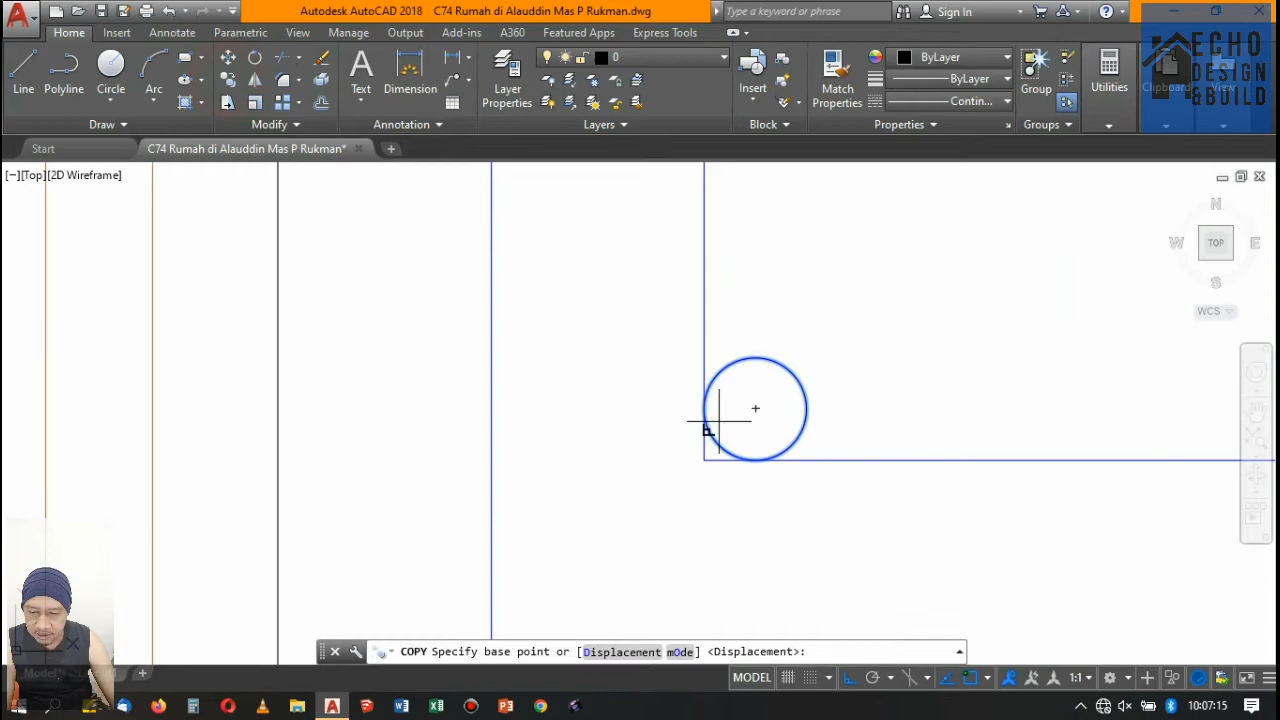 Autodesk AutoCAD 2018 C74 Rumah di Alauddin Mas P Rukman.dwg
Type a keyword or phrase
Sign In
Home Insert Annotate Parametric View Manage Output Add-ins A360 Featured Apps Express Tools
ECHO
DESIGN
&BUILD
0
ByLayer
ByLayer
Contin...
Line Polyline Circle Arc
Text Dimension
Layer
Properties
Insert
Match
Properties
Group
Utilities
Clipboard
View
Draw
Modify
Annotation
Layers
Block
Properties
Groups
Start
C74 Rumah di Alauddin Mas P Rukman*
[−][Top][2D Wireframe]
N
W
TOP
E
S
WCS
COPY Specify base point or [Displacement mOde] <Displacement>:
Model
MODEL
1:1
10:07:15